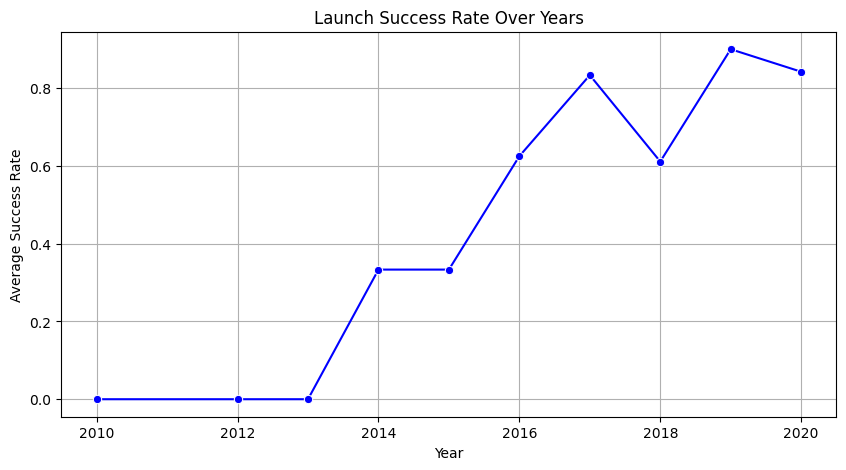 Launch Success Rate Over Years
Average Success Rate
0.8
0.6
0.4
0.2
0.0
2010 2012 2014 2016 2018 2020
Year